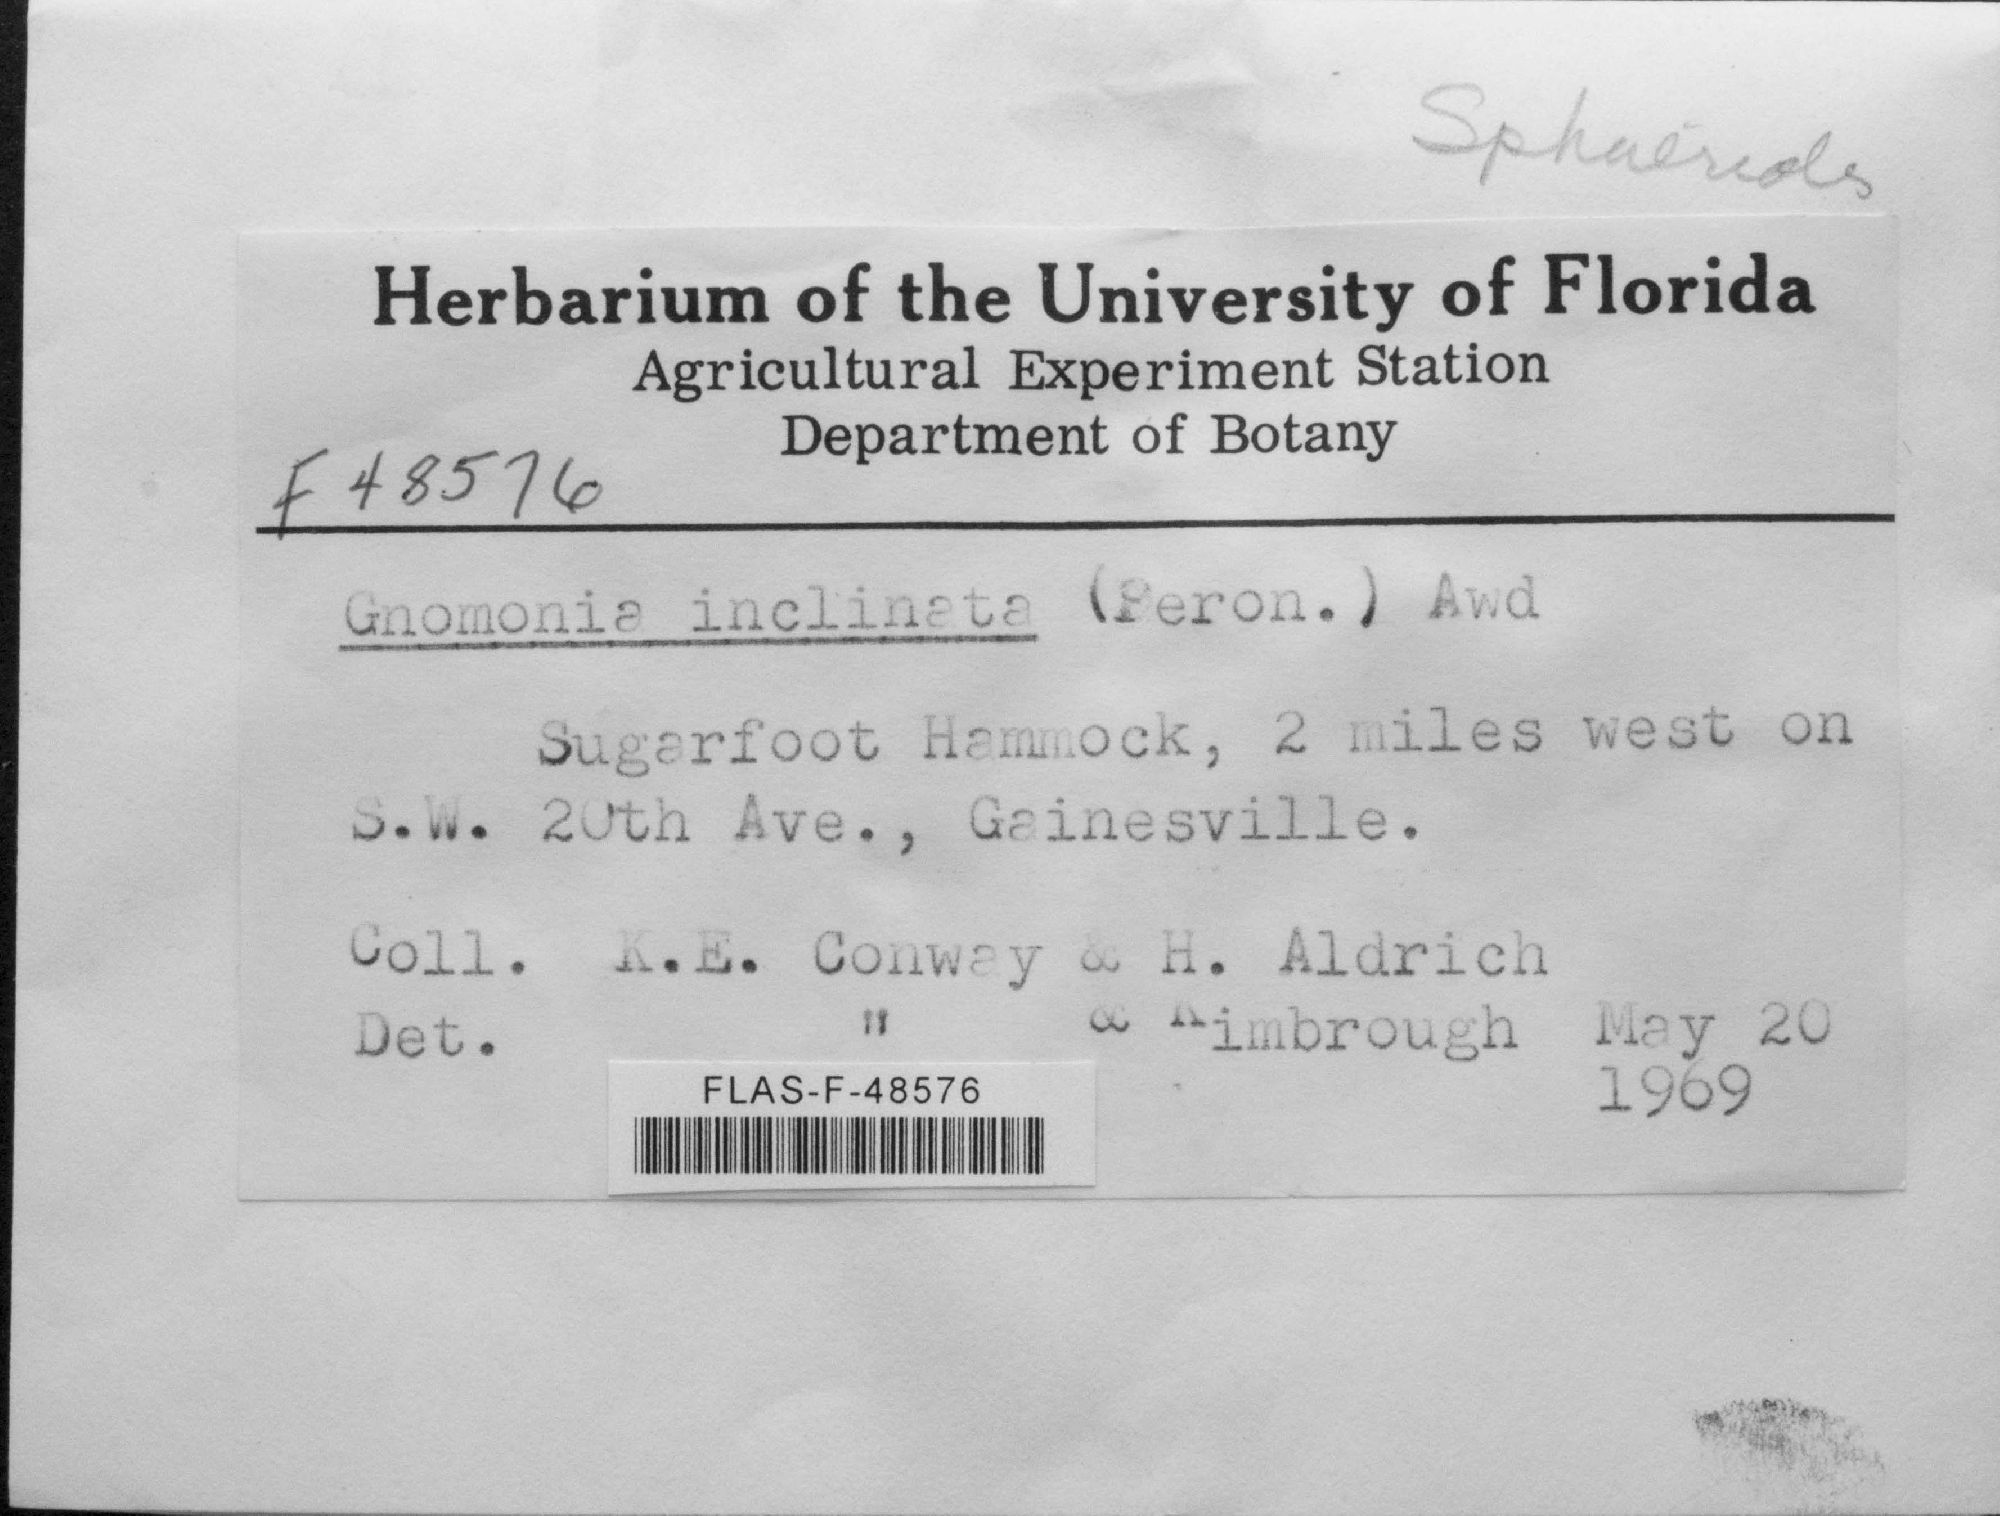 Sphaeriales
Herbarium of the University of Florida
Agricultural Experiment Station
Department of Botany
F 48576
Gnomonia inclinata (Peron.) Awd
Sugarfoot Hammock, 2 miles west on
S.W. 20th Ave., Gainesville.
Coll. K.E. Conway & H. Aldrich
Det. " & Kimbrough May 20
1969
FLAS-F-48576